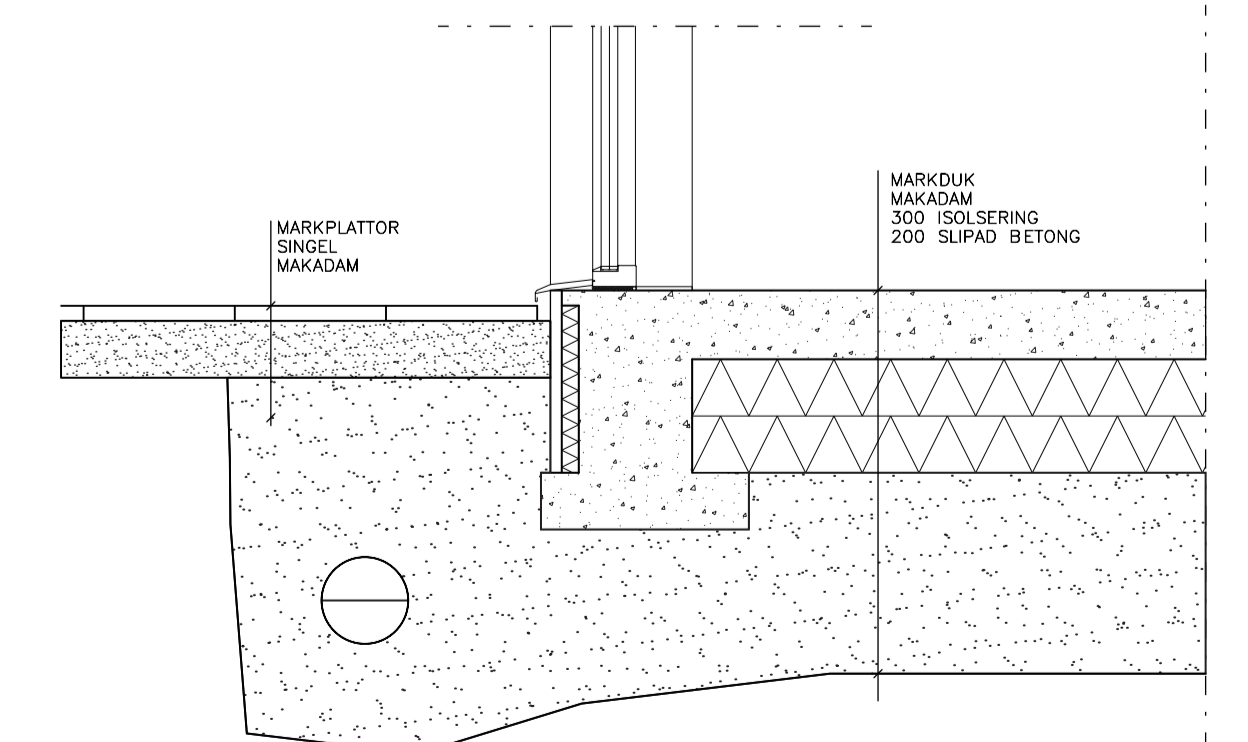 MARKDUK
MAKADAM
300 ISOLSERING
200 SLIPAD BETONG
MARKPLATTOR
SINGEL
MAKADAM